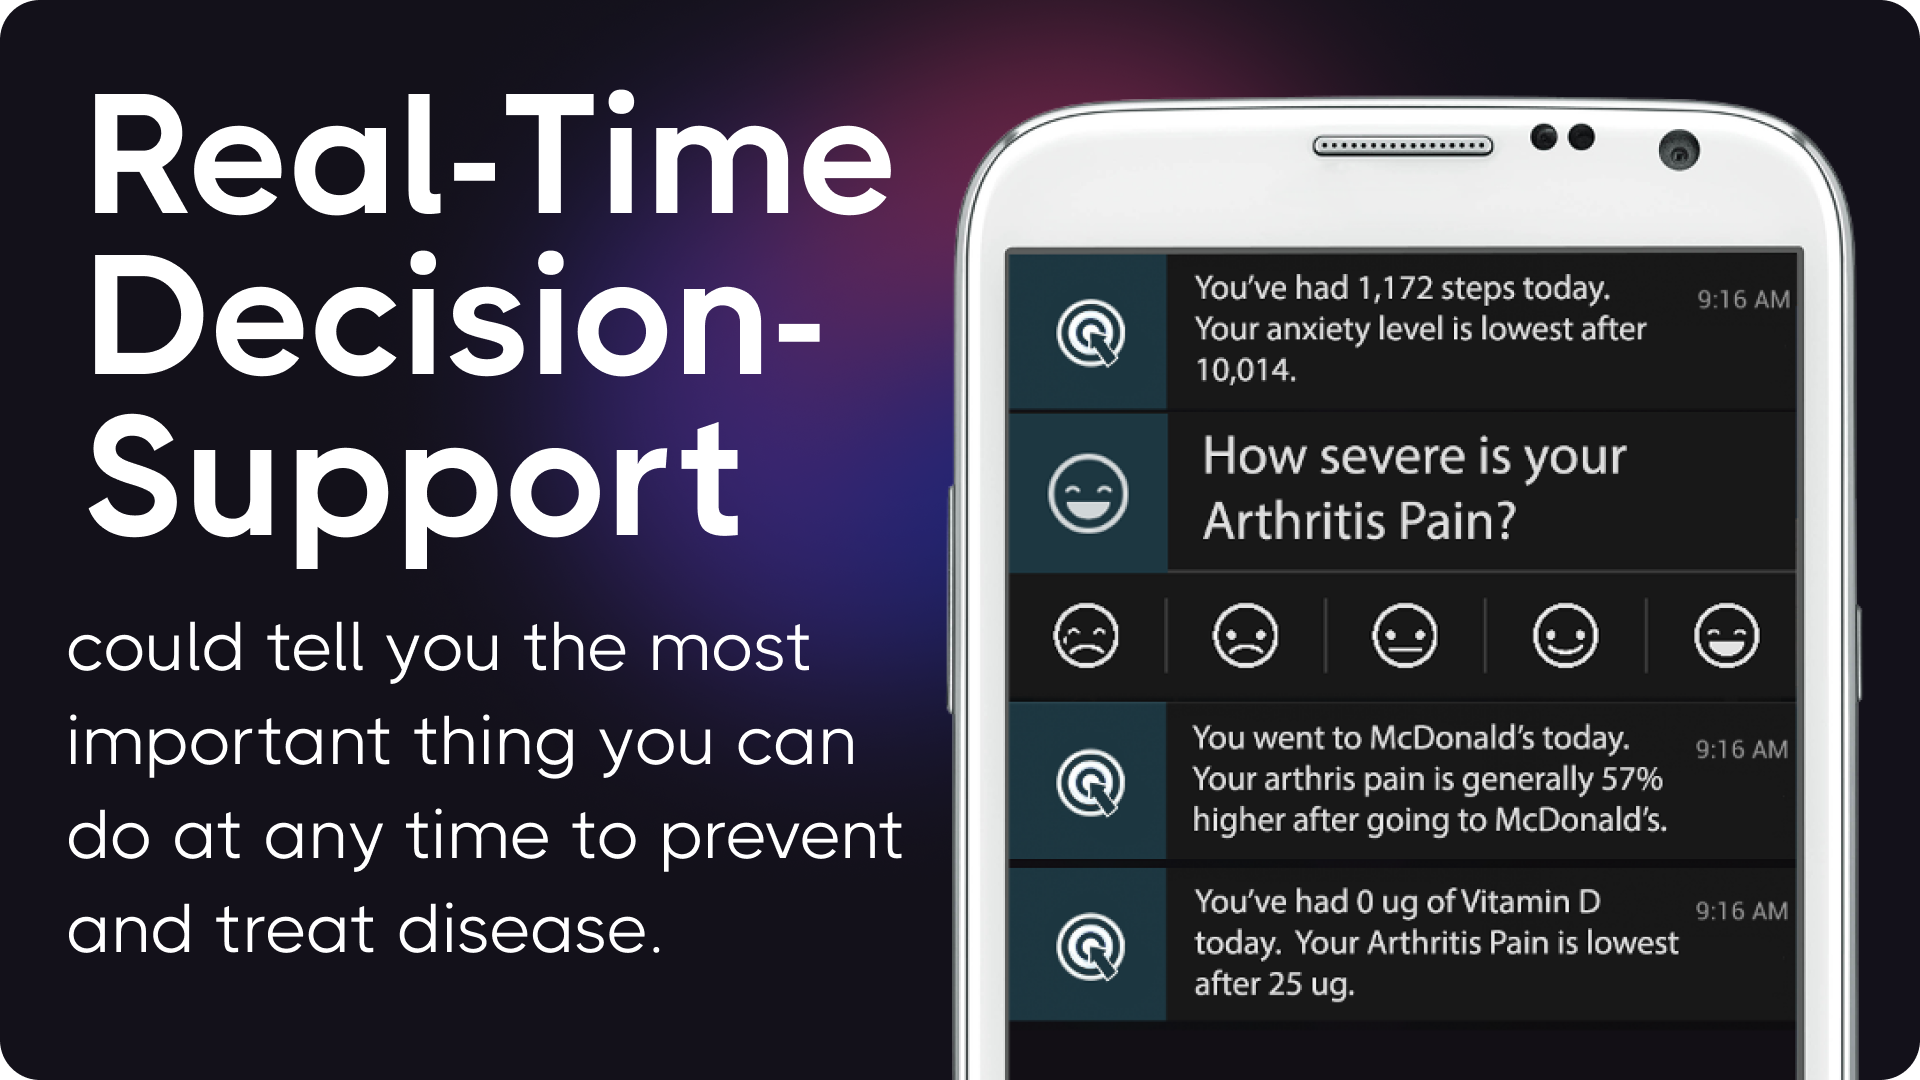 Real-Time
Decision-
Support
could tell you the most
important thing you can
do at any time to prevent
and treat disease.
You've had 1,172 steps today.
9:16 AM
Your anxiety level is lowest after
10,014.
How severe is your
Arthritis Pain?
You went to McDonald's today.
9:16 AM
Your arthris pain is generally 57%
higher after going to McDonald's.
You've had 0 ug of Vitamin D
9:16 AM
today. Your Arthritis Pain is lowest
after 25 ug.